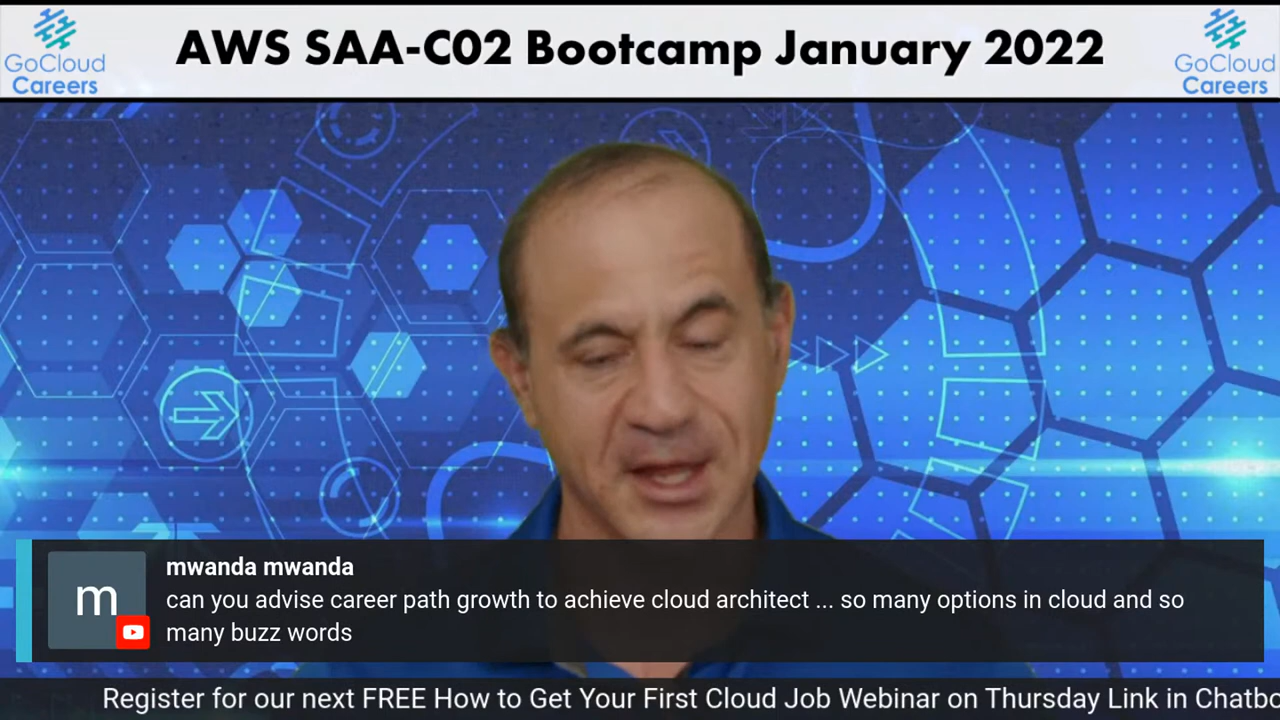 GoCloud
Careers
AWS SAA-C02 Bootcamp January 2022
GoCloud
Careers
m
mwanda mwanda
can you advise career path growth to achieve cloud architect ... so many options in cloud and so
many buzz words
Register for our next FREE How to Get Your First Cloud Job Webinar on Thursday Link in Chatbo